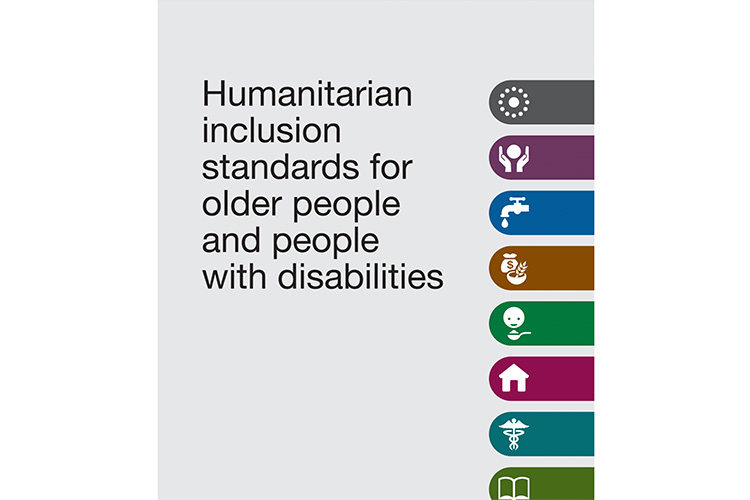 Humanitarian
inclusion
standards for
older people
and people
with disabilities
$